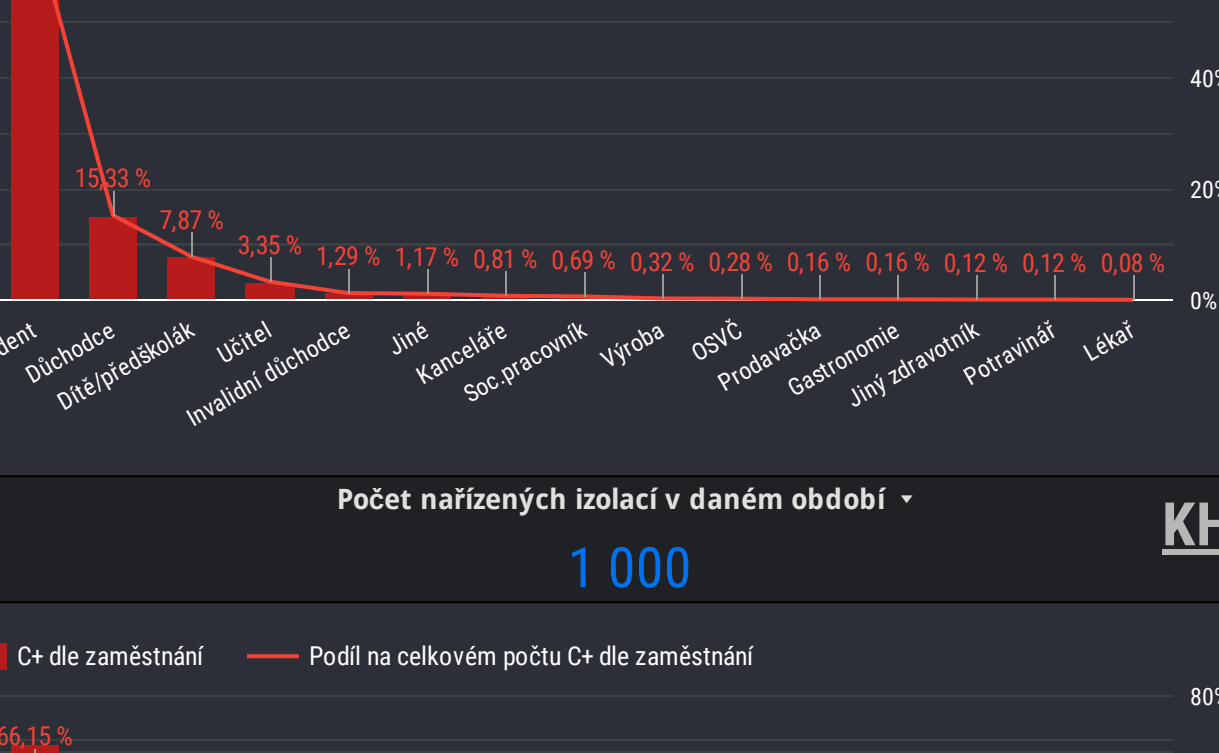 40%
15,33 %
20%
7,87 %
3,35 %
1,29 %
1,17 %
0,81 %
0,69 %
0,32 %
0,28 %
0,16 %
0,16 %
0,12 %
0,12 %
0,08 %
0%
dent
Důchodce
Dítě/předškolák
Učitel
Invalidní důchodce
Jiné
Kanceláře
Soc.pracovník
Výroba
OSVČ
Prodavačka
Gastronomie
Jiný zdravotník
Potravinář
Lékař
Počet nařízených izolací v daném období
KH
1 000
C+ dle zaměstnání
Podíl na celkovém počtu C+ dle zaměstnání
80%
66,15 %